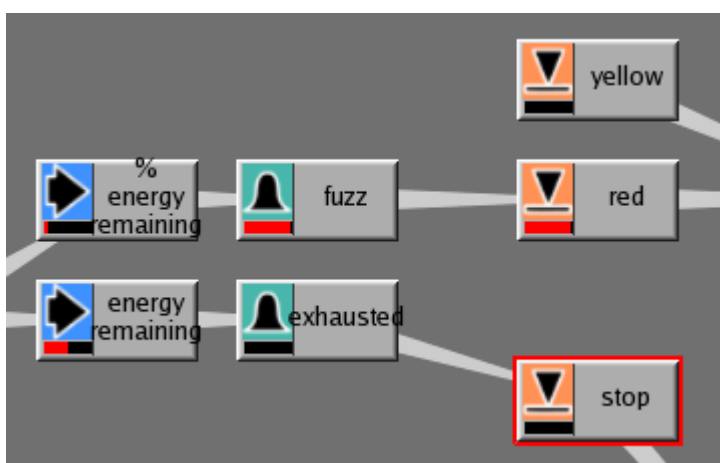 yellow
%
energy
remaining
fuzz
red
energy
remaining
exhausted
stop